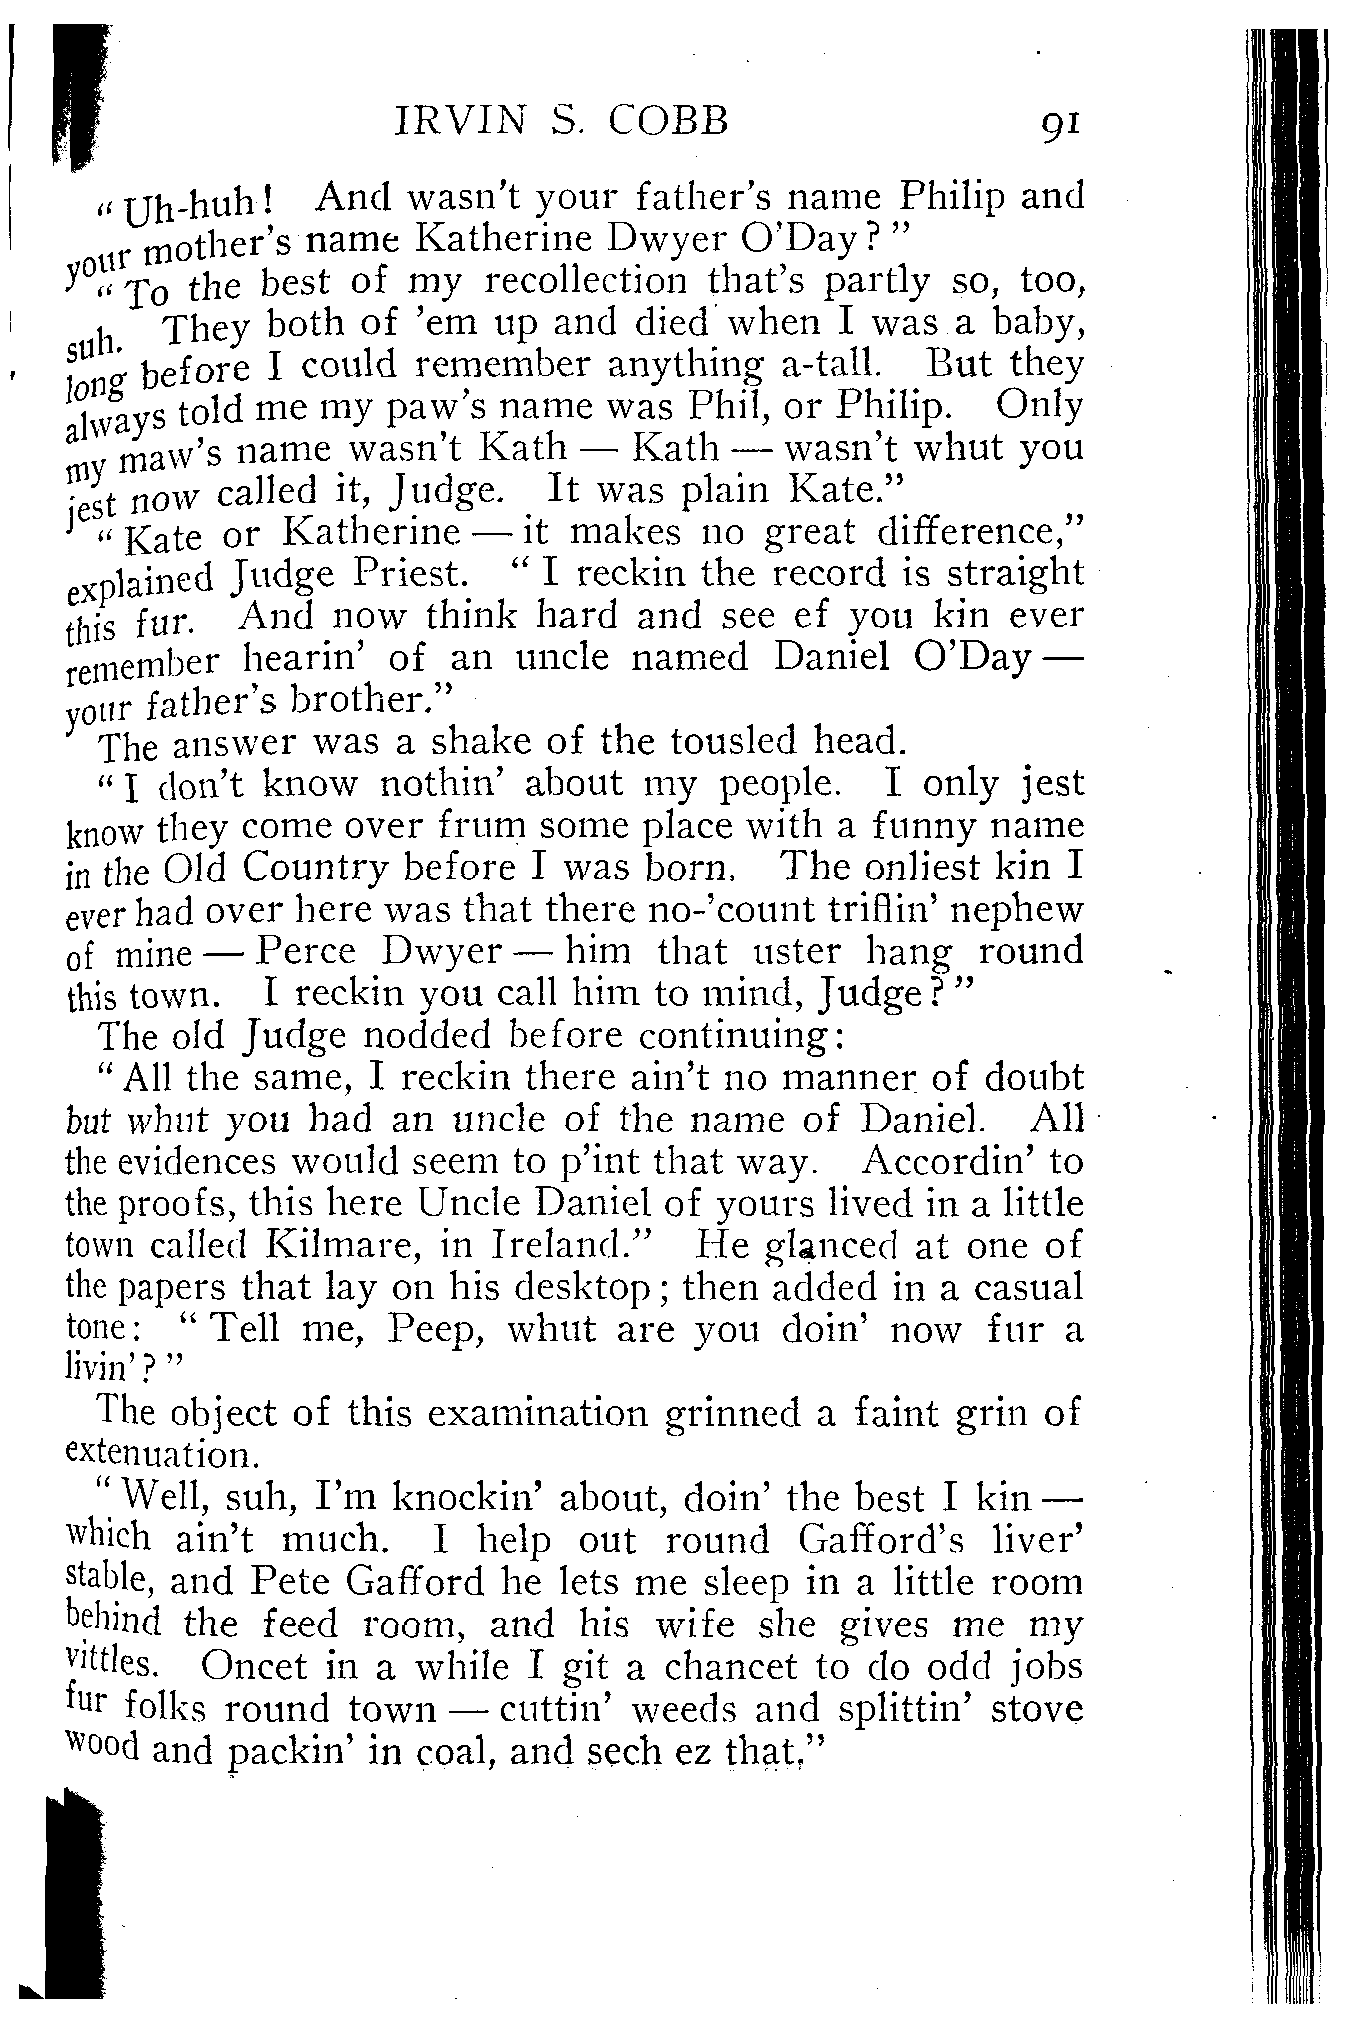 IRVIN S. COBB 91
“Uh-huh! And wasn't your father's name Philip and
your mother's name Katherine Dwyer O'Day?”
“To the best of my recollection that's partly so, too,
suh. They both of 'em up and died when I was a baby,
long before I could remember anything a-tall. But they
always told me my paw's name was Phil, or Philip. Only
my maw's name wasn't Kath — Kath — wasn't whut you
jest now called it, Judge. It was plain Kate.”
“Kate or Katherine — it makes no great difference,”
explained Judge Priest. “I reckin the record is straight
this fur. And now think hard and see ef you kin ever
remember hearin' of an uncle named Daniel O'Day —
your father's brother.”
The answer was a shake of the tousled head.
“I don't know nothin' about my people. I only jest
know they come over frum some place with a funny name
in the Old Country before I was born. The onliest kin I
ever had over here was that there no-'count triflin' nephew
of mine — Perce Dwyer — him that uster hang round
this town. I reckin you call him to mind, Judge?”
The old Judge nodded before continuing:
“All the same, I reckin there ain't no manner of doubt
but whut you had an uncle of the name of Daniel. All
the evidences would seem to p'int that way. Accordin' to
the proofs, this here Uncle Daniel of yours lived in a little
town called Kilmare, in Ireland.” He glanced at one of
the papers that lay on his desktop; then added in a casual
tone: “Tell me, Peep, whut are you doin' now fur a
livin'?”
The object of this examination grinned a faint grin of
extenuation.
“Well, suh, I'm knockin' about, doin' the best I kin —
which ain't much. I help out round Gafford's liver'
stable, and Pete Gafford he lets me sleep in a little room
behind the feed room, and his wife she gives me my
vittles. Oncet in a while I git a chancet to do odd jobs
fur folks round town — cuttin' weeds and splittin' stove
wood and packin' in coal, and sech ez that.”